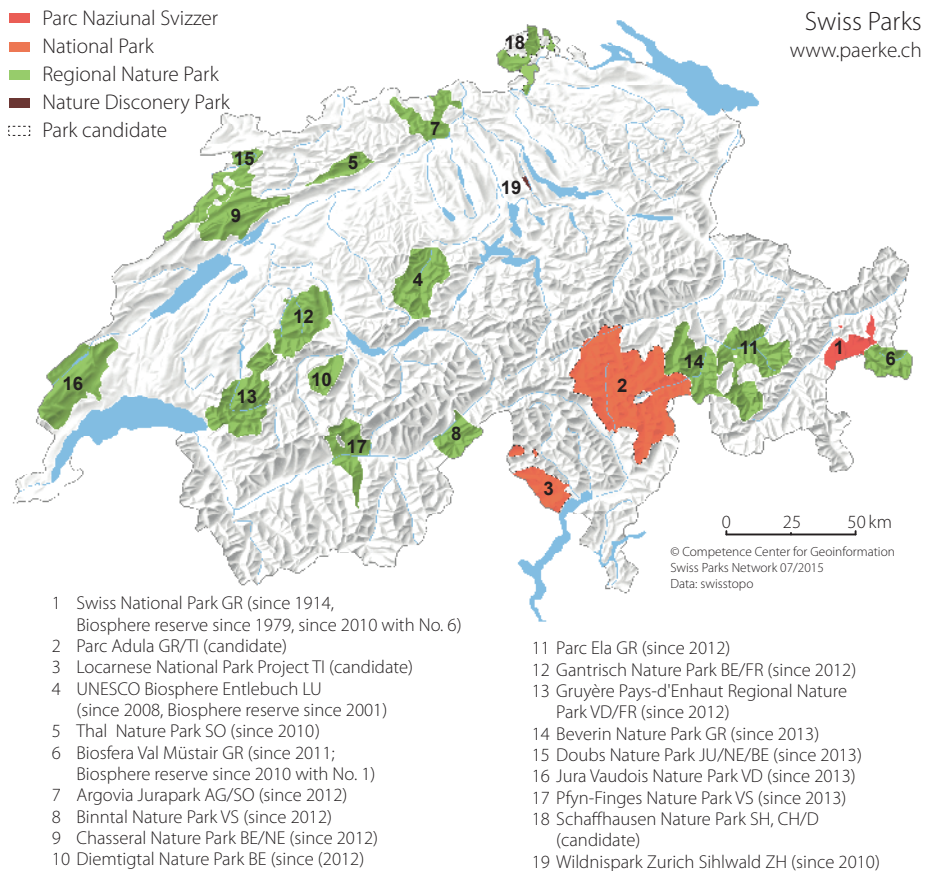 Parc Naziunal Svizzer
National Park
Regional Nature Park
Nature Disconery Park
Park candidate
Swiss Parks
www.paerke.ch
18
7
15
5
19
9
4
12
11
1
14
6
16
10
2
13
17
8
3
0 25 50 km
© Competence Center for Geoinformation
Swiss Parks Network 07/2015
Data: swisstopo
1 Swiss National Park GR (since 1914,
Biosphere reserve since 1979, since 2010 with No. 6)
2 Parc Adula GR/TI (candidate)
3 Locarnese National Park Project TI (candidate)
4 UNESCO Biosphere Entlebuch LU
(since 2008, Biosphere reserve since 2001)
5 Thal Nature Park SO (since 2010)
6 Biosfera Val Müstair GR (since 2011;
Biosphere reserve since 2010 with No. 1)
7 Argovia Jurapark AG/SO (since 2012)
8 Binntal Nature Park VS (since 2012)
9 Chasseral Nature Park BE/NE (since 2012)
10 Diemtigtal Nature Park BE (since (2012)
11 Parc Ela GR (since 2012)
12 Gantrisch Nature Park BE/FR (since 2012)
13 Gruyère Pays-d'Enhaut Regional Nature
Park VD/FR (since 2012)
14 Beverin Nature Park GR (since 2013)
15 Doubs Nature Park JU/NE/BE (since 2013)
16 Jura Vaudois Nature Park VD (since 2013)
17 Pfyn-Finges Nature Park VS (since 2013)
18 Schaffhausen Nature Park SH, CH/D
(candidate)
19 Wildnispark Zurich Sihlwald ZH (since 2010)